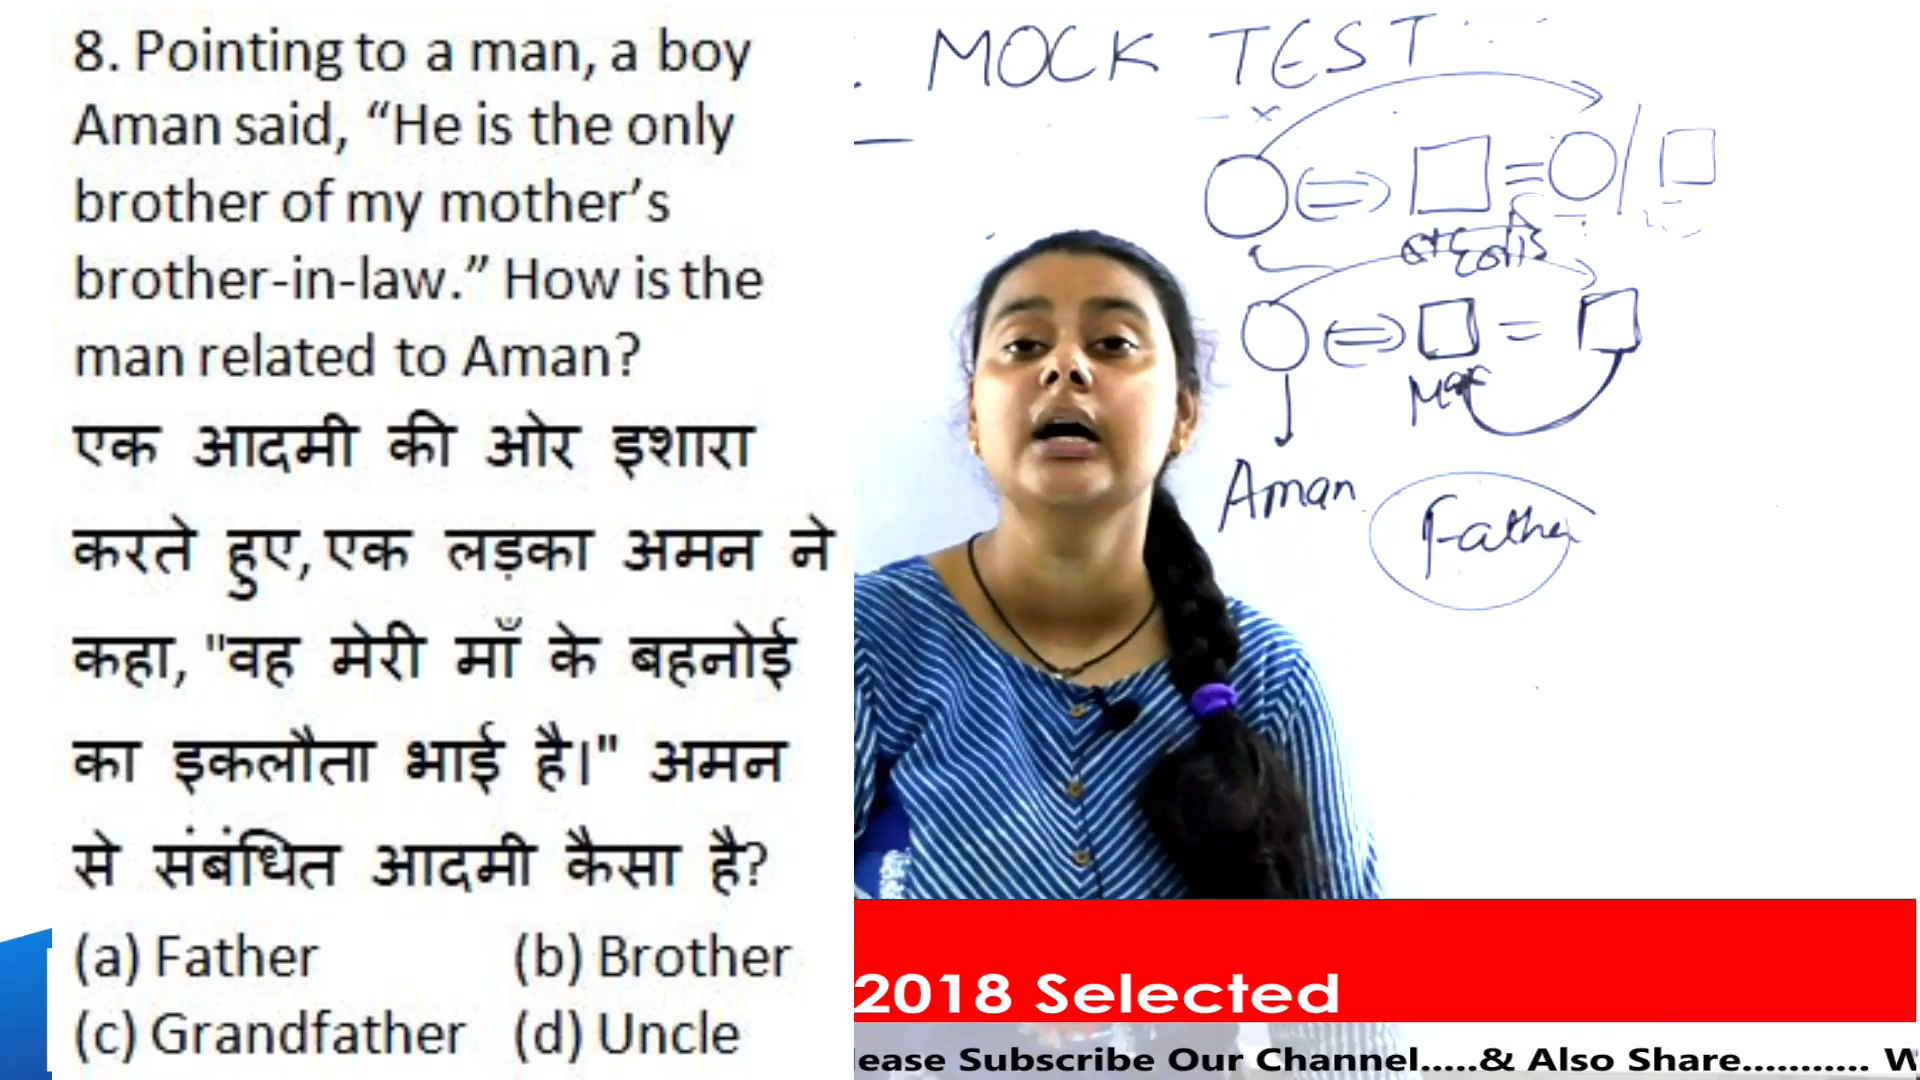 8. Pointing to a man, a boy
Aman said, “He is the only
brother of my mother’s
brother-in-law.” How is the
man related to Aman?
एक आदमी की ओर इशारा
करते हुए, एक लड़का अमन ने
कहा, "वह मेरी माँ के बहनोई
का इकलौता भाई है।" अमन
से संबंधित आदमी कैसा है?
(a) Father (b) Brother
(c) Grandfather (d) Uncle
. MOCK TEST
Aman
Father
2018 Selected
lease Subscribe Our Channel.....& Also Share........... W